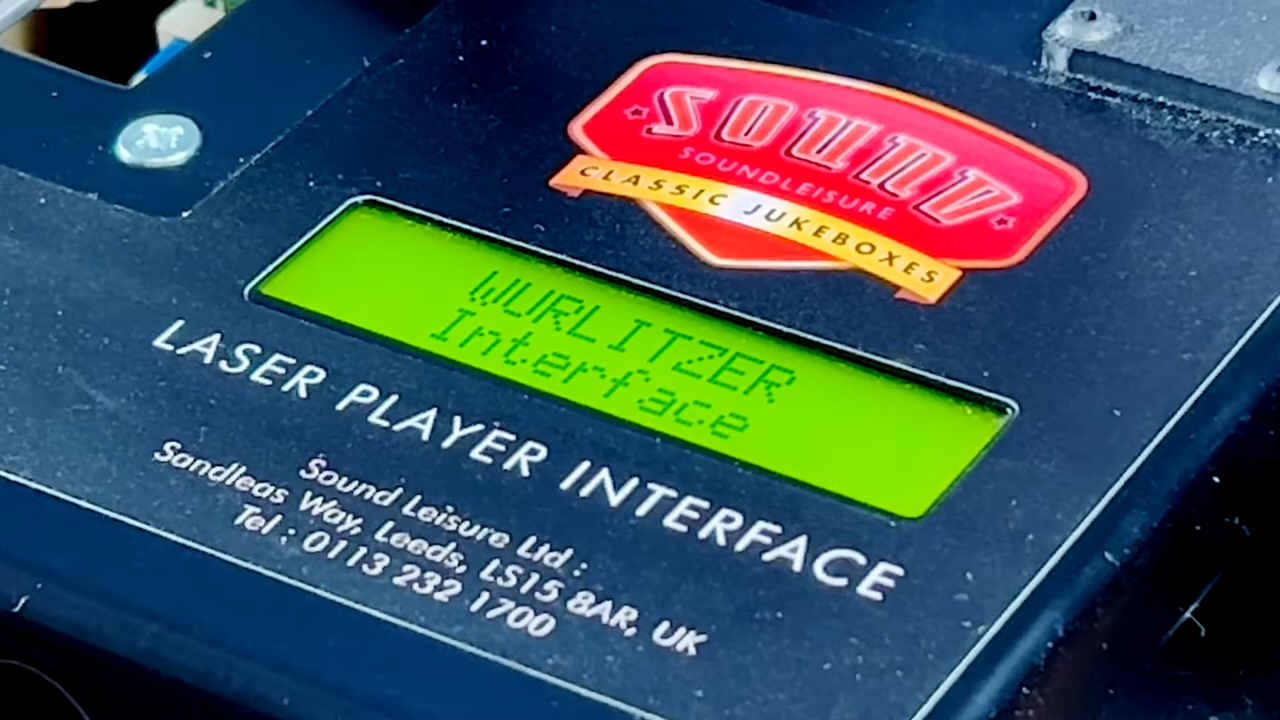 SOUND
SOUNDLEISURE
CLASSIC JUKEBOXES
WURLITZER
Interface
LASER PLAYER INTERFACE
Sound Leisure Ltd :
Sandleas Way, Leeds, LS15 8AR, UK
Tel : 0113 232 1700